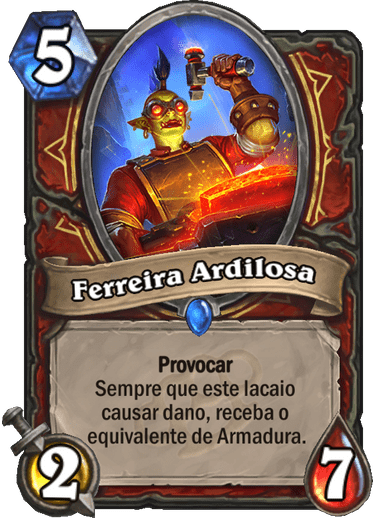 5
Ferreira Ardilosa
Provocar
Sempre que este lacaio
causar dano, receba o
equivalente de Armadura.
2
7